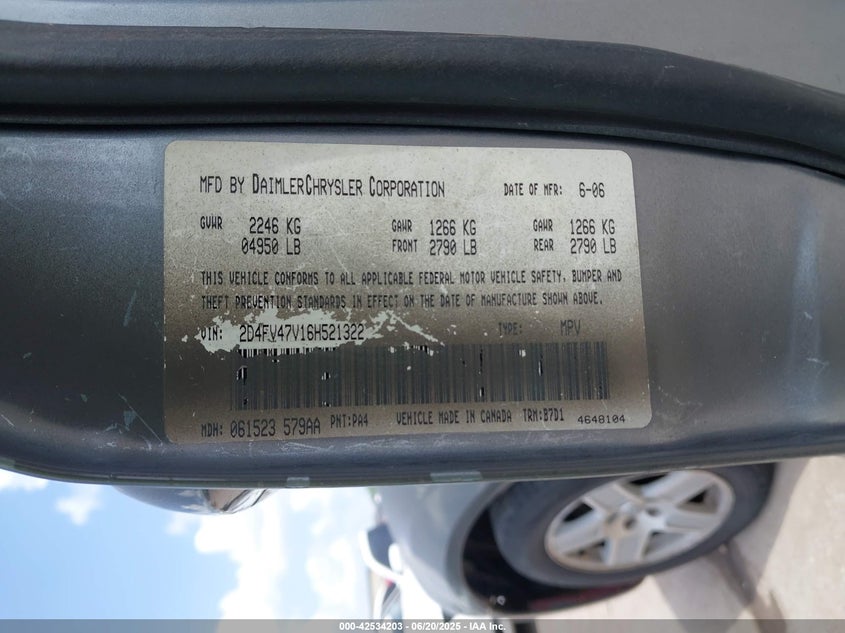 MFD BY DAIMLERCHRYSLER CORPORATION DATE OF MFR: 6-06
GVWR 2246 KG GAWR 1266 KG GAWR 1266 KG
04950 LB FRONT 2790 LB REAR 2790 LB
THIS VEHICLE CONFORMS TO ALL APPLICABLE FEDERAL MOTOR VEHICLE SAFETY, BUMPER AND
THEFT PREVENTION STANDARDS IN EFFECT ON THE DATE OF MANUFACTURE SHOWN ABOVE.
VIN: 2D4FV47V16H521322 TYPE: MPV
MDH: 061523 579AA PNT:PA4 VEHICLE MADE IN CANADA TRM:B7D1 4648104
000-42534203 - 06/20/2025 - IAA Inc.